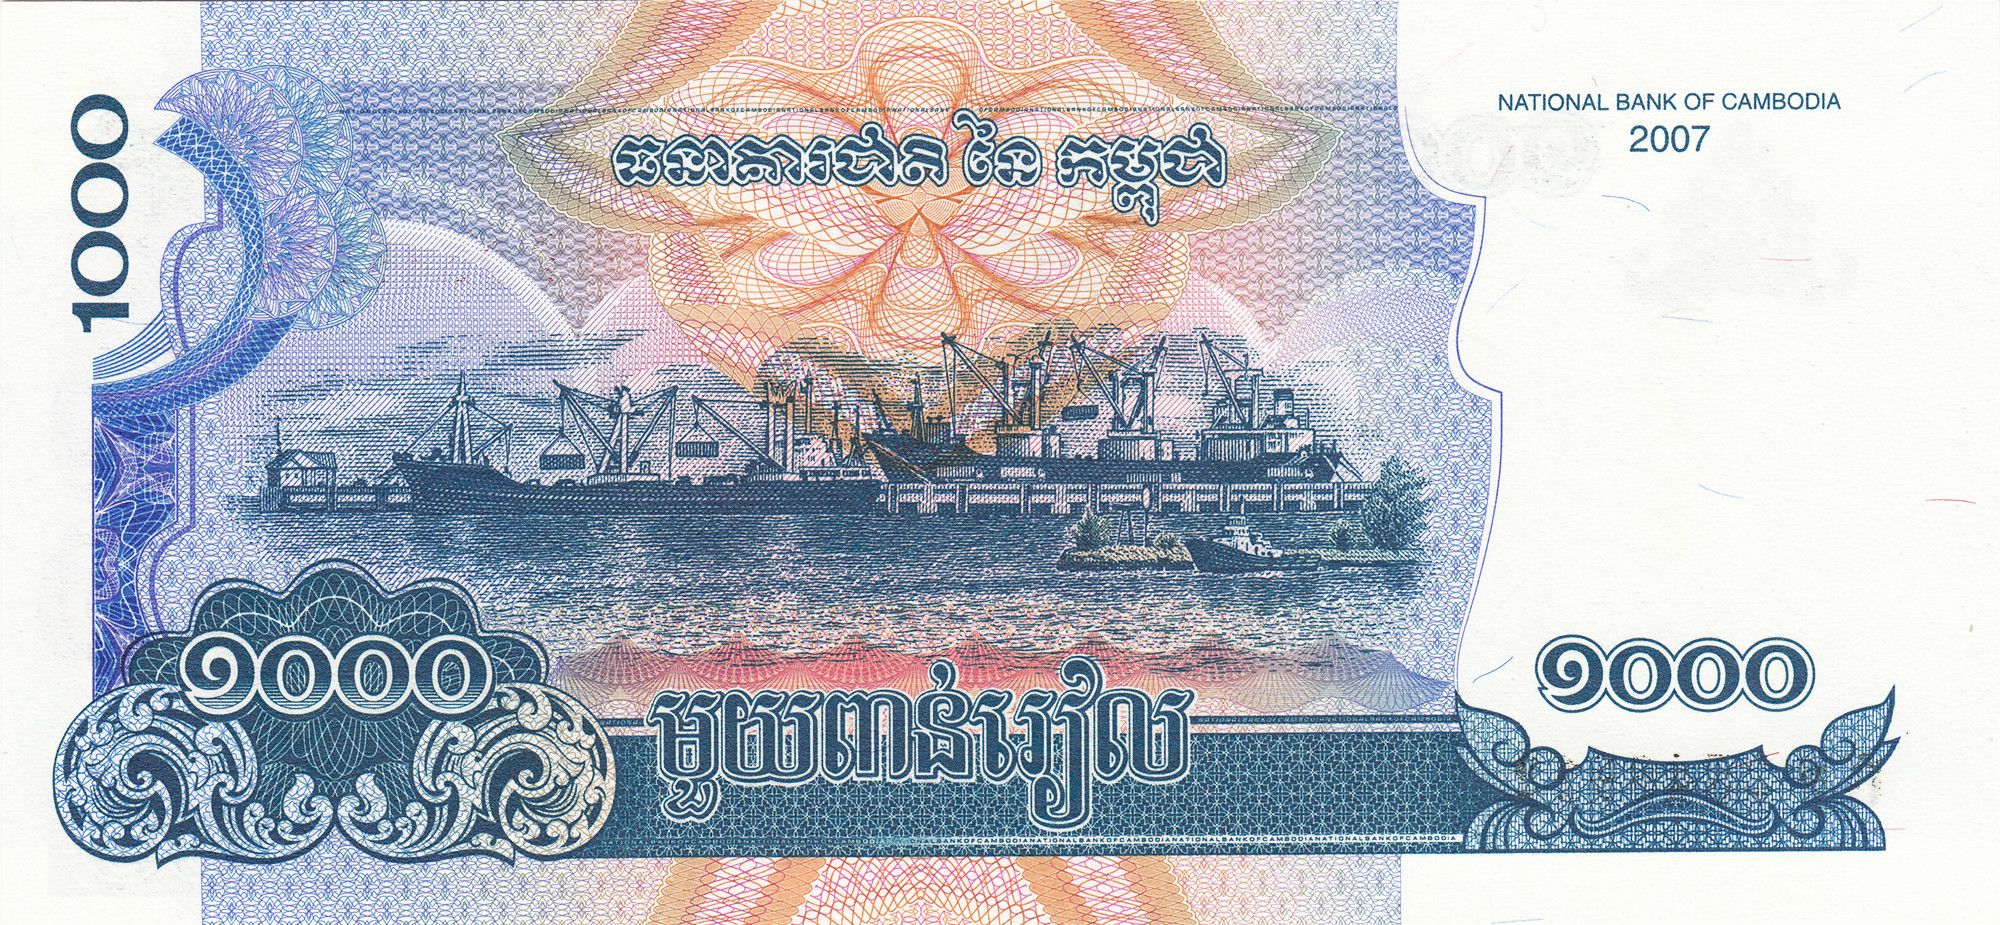 NATIONAL BANK OF CAMBODIA
2007
1000
ធនាគារជាតិ នៃ កម្ពុជា
១០០០
១០០០
មួយពាន់រៀល
NATIONALBANKOFCAMBODIANATIONALBANKOFCAMBODIANATIONALBANKOFCAMBODIA